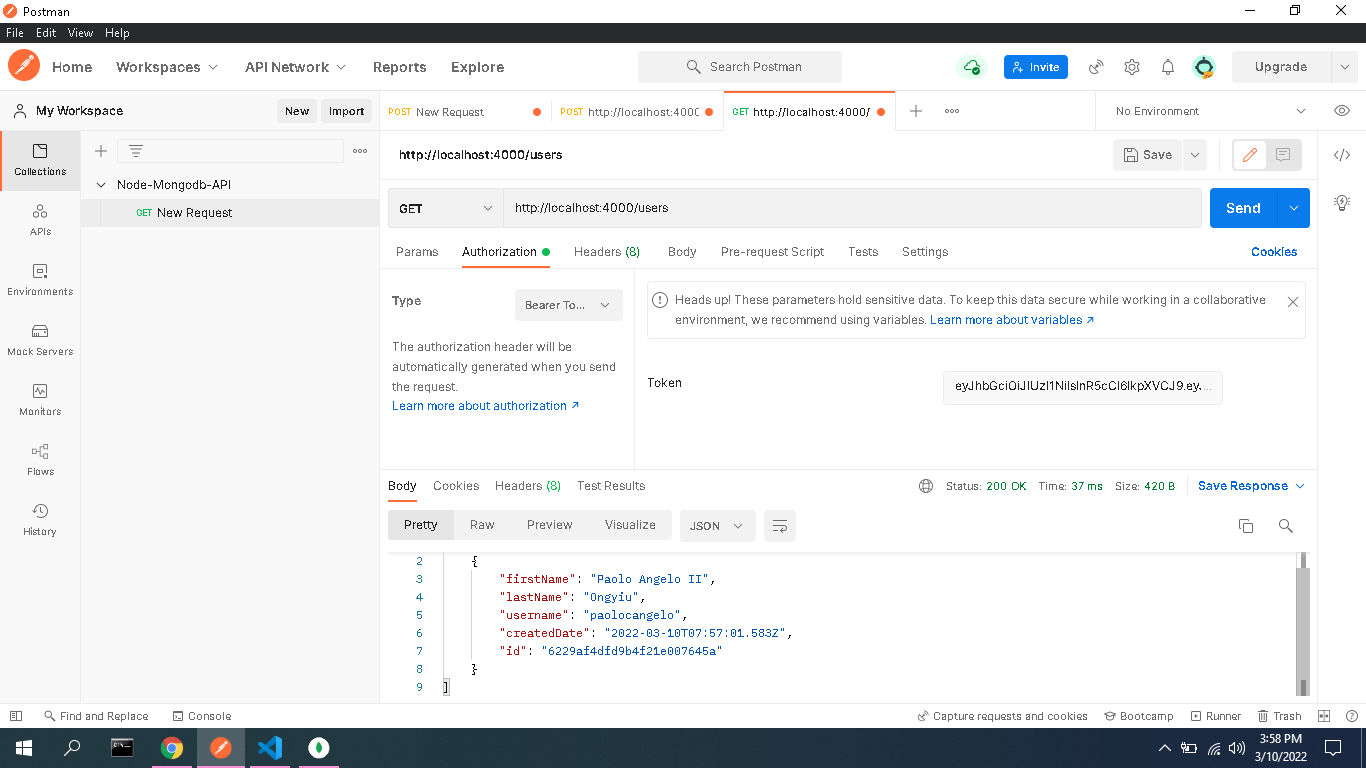 Postman
File Edit View Help
Home Workspaces API Network Reports Explore Search Postman Invite Upgrade
My Workspace New Import POST New Request POST http://localhost:400( GET http://localhost:4000/ No Environment
http://localhost:4000/users Save
Collections
Node-Mongodb-API
GET New Request
GET http://localhost:4000/users Send
APIs
Params Authorization Headers (8) Body Pre-request Script Tests Settings Cookies
Environments
Type Bearer To...
Heads up! These parameters hold sensitive data. To keep this data secure while working in a collaborative
environment, we recommend using variables. Learn more about variables ↗
Mock Servers
The authorization header will be
automatically generated when you send
the request.
Learn more about authorization ↗
Token eyJhbGciOiJIUzI1NiIsInR5cCI6IkpXVCJ9.ey...
Monitors
Flows
History
Body Cookies Headers (8) Test Results Status: 200 OK Time: 37 ms Size: 420 B Save Response
Pretty Raw Preview Visualize JSON
2 {
3 "firstName": "Paolo Angelo II",
4 "lastName": "Ongyiu",
5 "username": "paolocangelo",
6 "createdDate": "2022-03-10T07:57:01.583Z",
7 "id": "6229af4dfd9b4f21e007645a"
8 }
9 ]
Find and Replace Console Capture requests and cookies Bootcamp Runner Trash
3:58 PM
3/10/2022